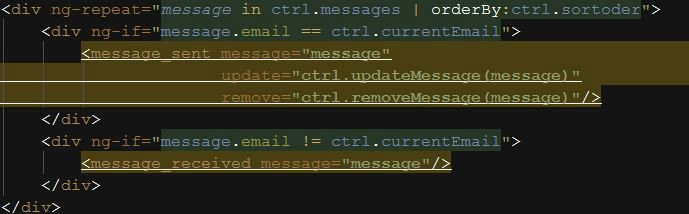 <div ng-repeat="message in ctrl.messages | orderBy:ctrl.sortoder">
<div ng-if="message.email == ctrl.currentEmail">
<message_sent message="message"
update="ctrl.updateMessage(message)"
remove="ctrl.removeMessage(message)"/>
</div>
<div ng-if="message.email != ctrl.currentEmail">
<message_received message="message"/>
</div>
</div>